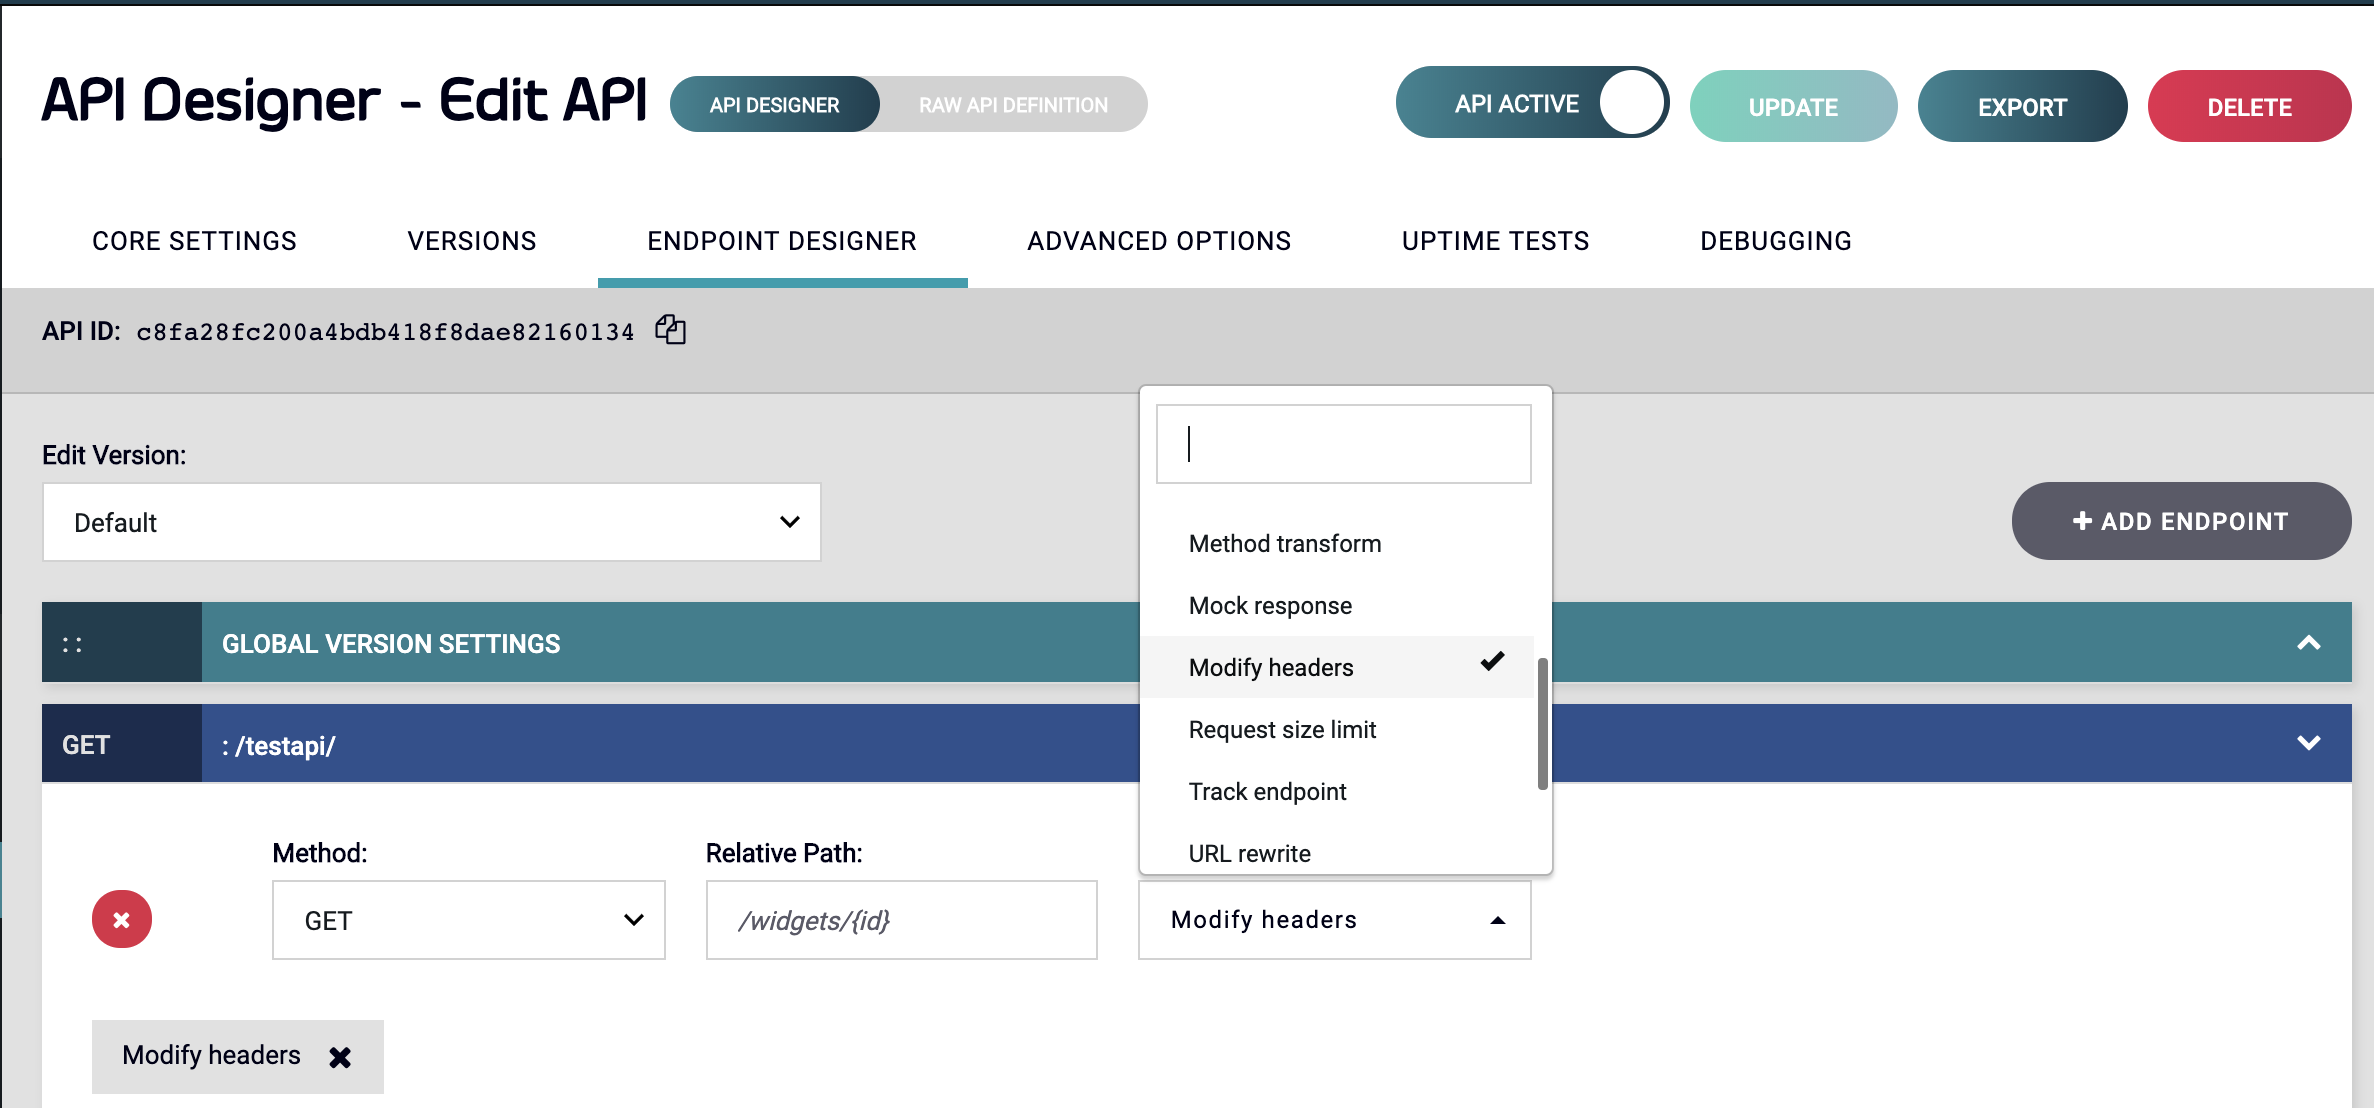 API Designer - Edit API
API DESIGNER
RAW API DEFINITION
API ACTIVE
UPDATE
EXPORT
DELETE
CORE SETTINGS
VERSIONS
ENDPOINT DESIGNER
ADVANCED OPTIONS
UPTIME TESTS
DEBUGGING
API ID: c8fa28fc200a4bdb418f8dae82160134
Edit Version:
Default
+ ADD ENDPOINT
: :
GLOBAL VERSION SETTINGS
GET
: /testapi/
Method transform
Mock response
Modify headers
Request size limit
Track endpoint
URL rewrite
Method:
Relative Path:
GET
/widgets/{id}
Modify headers
Modify headers